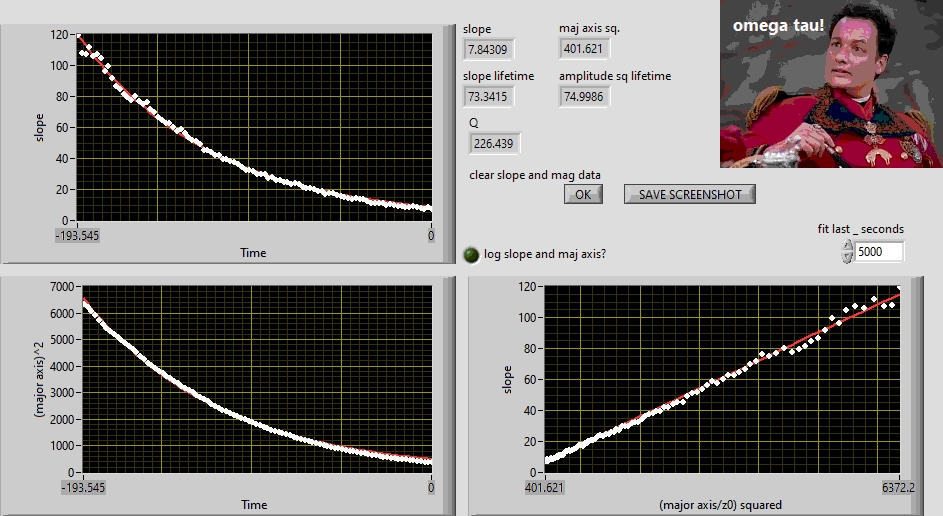 slope
maj axis sq.
7.84309
401.621
slope lifetime
amplitude sq lifetime
73.3415
74.9986
Q
226.439
clear slope and mag data
OK
SAVE SCREENSHOT
fit last _ seconds
5000
log slope and maj axis?
omega tau!
120
100
80
60
40
20
0
slope
-193.545
0
Time
7000
6000
5000
4000
3000
2000
1000
0
(major axis)^2
-193.545
0
Time
120
100
80
60
40
20
0
slope
401.621
6372.2
(major axis/z0) squared